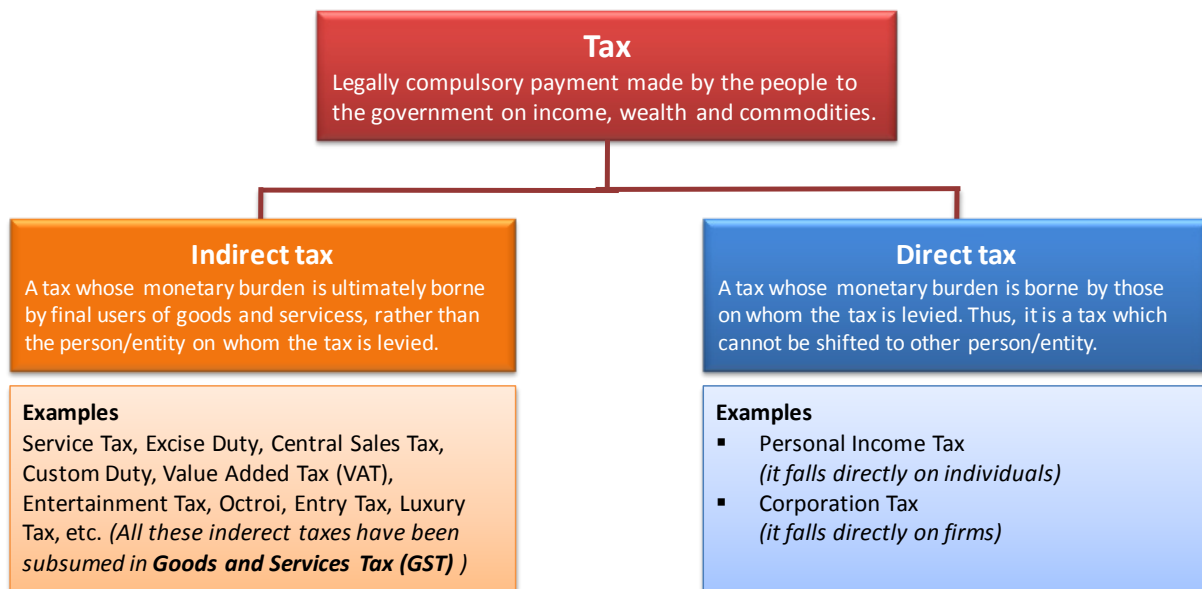 Tax
Legally compulsory payment made by the people to
the government on income, wealth and commodities.
Indirect tax
A tax whose monetary burden is ultimately borne
by final users of goods and servicess, rather than
the person/entity on whom the tax is levied.
Direct tax
A tax whose monetary burden is borne by those
on whom the tax is levied. Thus, it is a tax which
cannot be shifted to other person/entity.
Examples
Service Tax, Excise Duty, Central Sales Tax,
Custom Duty, Value Added Tax (VAT),
Entertainment Tax, Octroi, Entry Tax, Luxury
Tax, etc. (All these inderect taxes have been
subsumed in Goods and Services Tax (GST) )
Examples
▪ Personal Income Tax
(it falls directly on individuals)
▪ Corporation Tax
(it falls directly on firms)